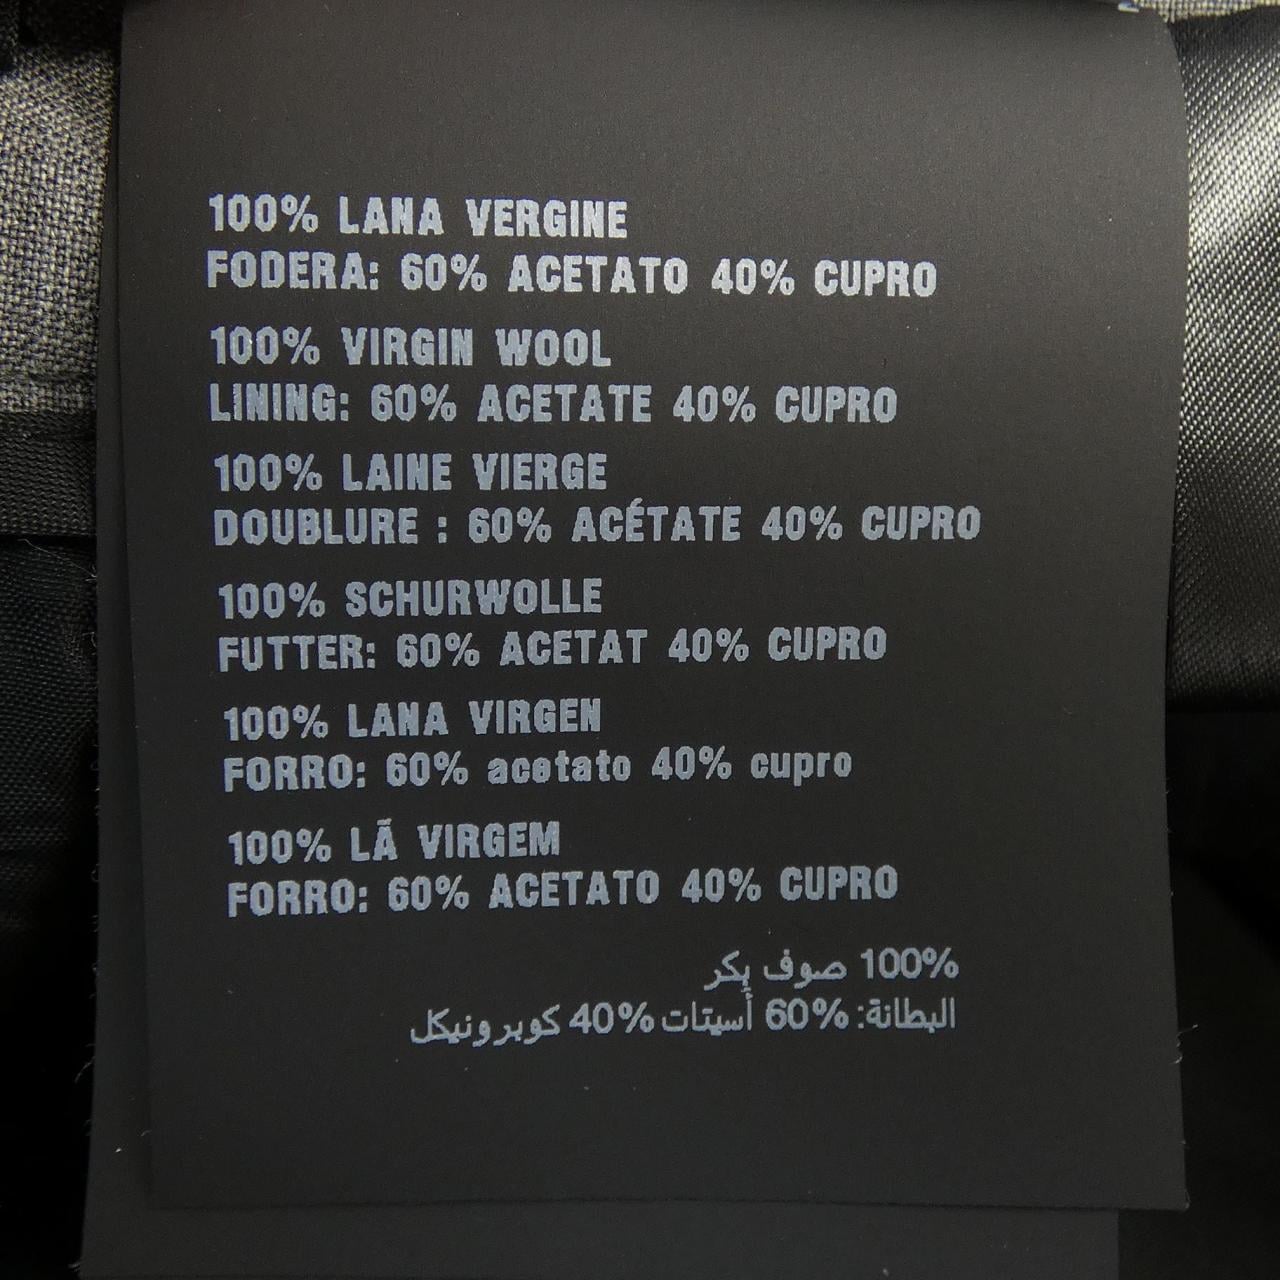 100% LANA VERGINE
FODERA: 60% ACETATO 40% CUPRO
100% VIRGIN WOOL
LINING: 60% ACETATE 40% CUPRO
100% LAINE VIERGE
DOUBLURE : 60% ACÉTATE 40% CUPRO
100% SCHURWOLLE
FUTTER: 60% ACETAT 40% CUPRO
100% LANA VIRGEN
FORRO: 60% acetato 40% cupro
100% LÃ VIRGEM
FORRO: 60% ACETATO 40% CUPRO
100% صوف بِكر
البطانة: 60% أسيتات 40% كوبرونيكل